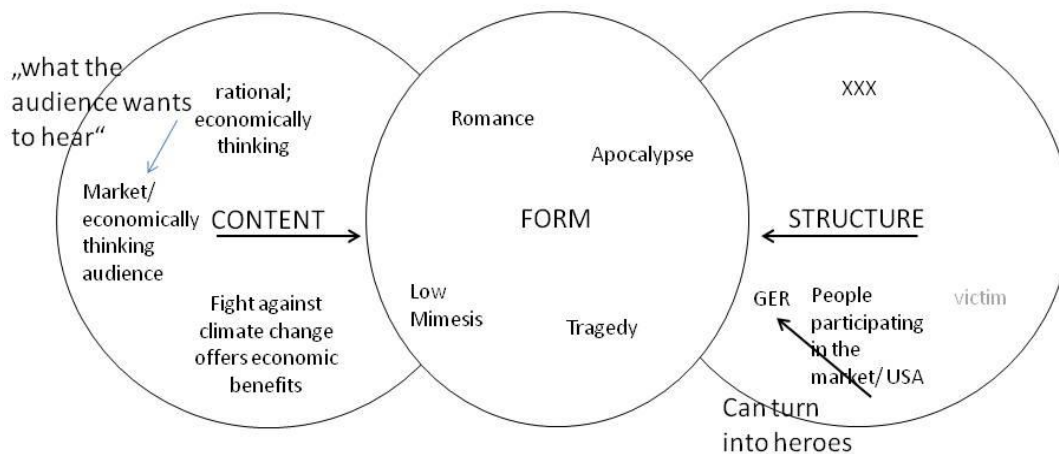 „what the
audience wants
to hear“
rational;
economically
thinking
Market/
economically
thinking
audience
CONTENT
Fight against
climate change
offers economic
benefits
Romance
Apocalypse
FORM
Low
Mimesis
Tragedy
XXX
STRUCTURE
GER
People
participating
in the
market/ USA
victim
Can turn
into heroes